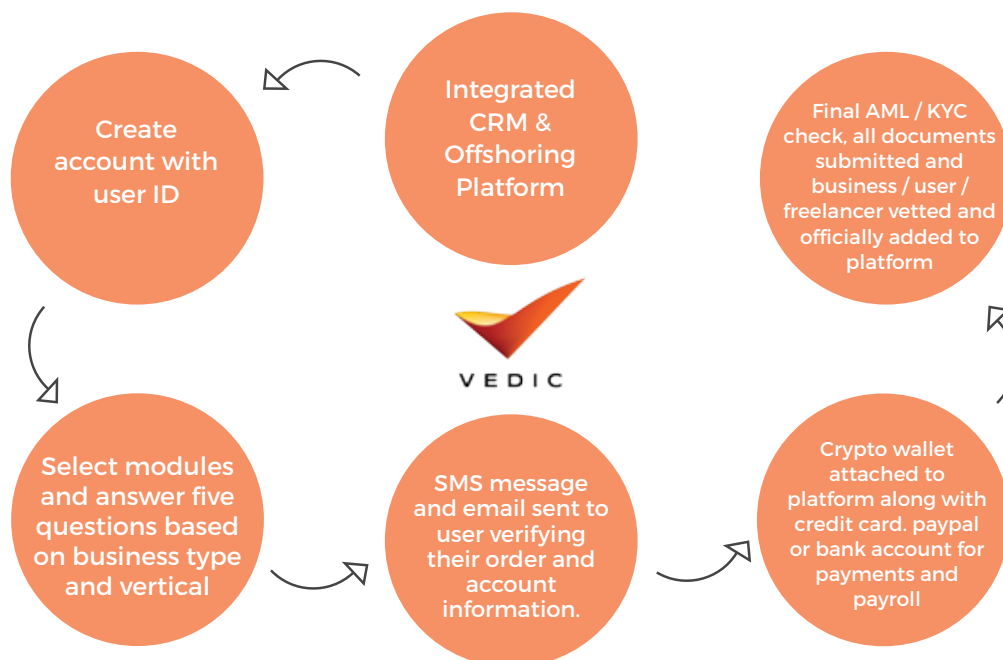 Integrated
CRM &
Offshoring
Platform
Create
account with
user ID
Select modules
and answer five
questions based
on business type
and vertical
SMS message
and email sent to
user verifying
their order and
account
information.
Crypto wallet
attached to
platform along with
credit card. paypal
or bank account for
payments and
payroll
Final AML / KYC
check, all documents
submitted and
business / user /
freelancer vetted and
officially added to
platform
VEDIC